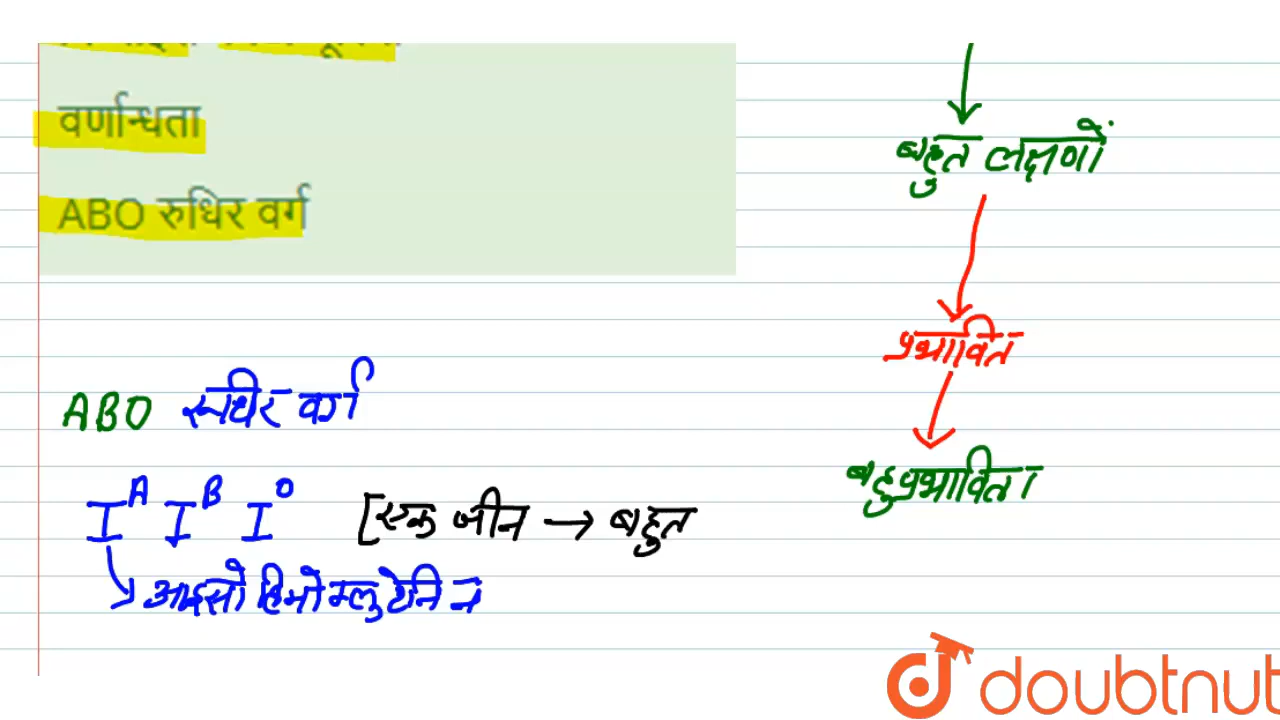 वर्णान्धता
ABO रुधिर वर्ग
ABO रुधिर वर्ग
I^A I^B I^O [एक जीन → बहुत
आइसो हिमोग्लुटेनिन
बहुत लक्षणों
प्रभावित
बहुप्रभाविता
doubtnut